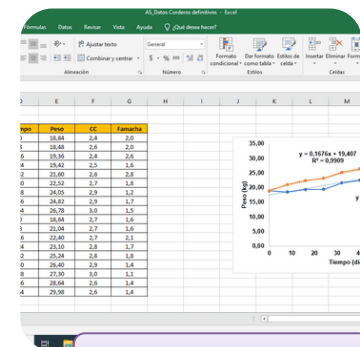 AS_Datos Corderos definitivos - Excel
Fórmulas Datos Revisar Vista Ayuda ¿Qué desea hacer?
Ajustar texto General
Combinar y centrar $ % 000
Formato condicional Dar formato como tabla Estilos de celda Insertar Eliminar
Alineación Número Estilos Celdas
E F G H I J K L M
Peso CC Famacha
18,84 2,4 2,0
18,48 2,6 2,0
19,36 2,4 2,6
19,42 2,5 1,6
21,60 2,6 2,8
22,52 2,7 1,8
24,05 2,9 1,2
24,82 2,9 1,7
26,78 3,0 1,5
18,64 2,7 1,6
21,04 2,7 1,6
22,40 2,7 2,1
23,10 2,8 1,7
25,24 2,8 1,8
26,40 2,9 1,4
27,30 3,0 1,1
28,64 2,6 1,4
29,98 2,6 1,4
35,00
30,00
25,00
20,00
15,00
10,00
5,00
0,00
Peso (kg)
y = 0,1676x + 19,407
R² = 0,9909
y
0 10 20 30
Tiempo